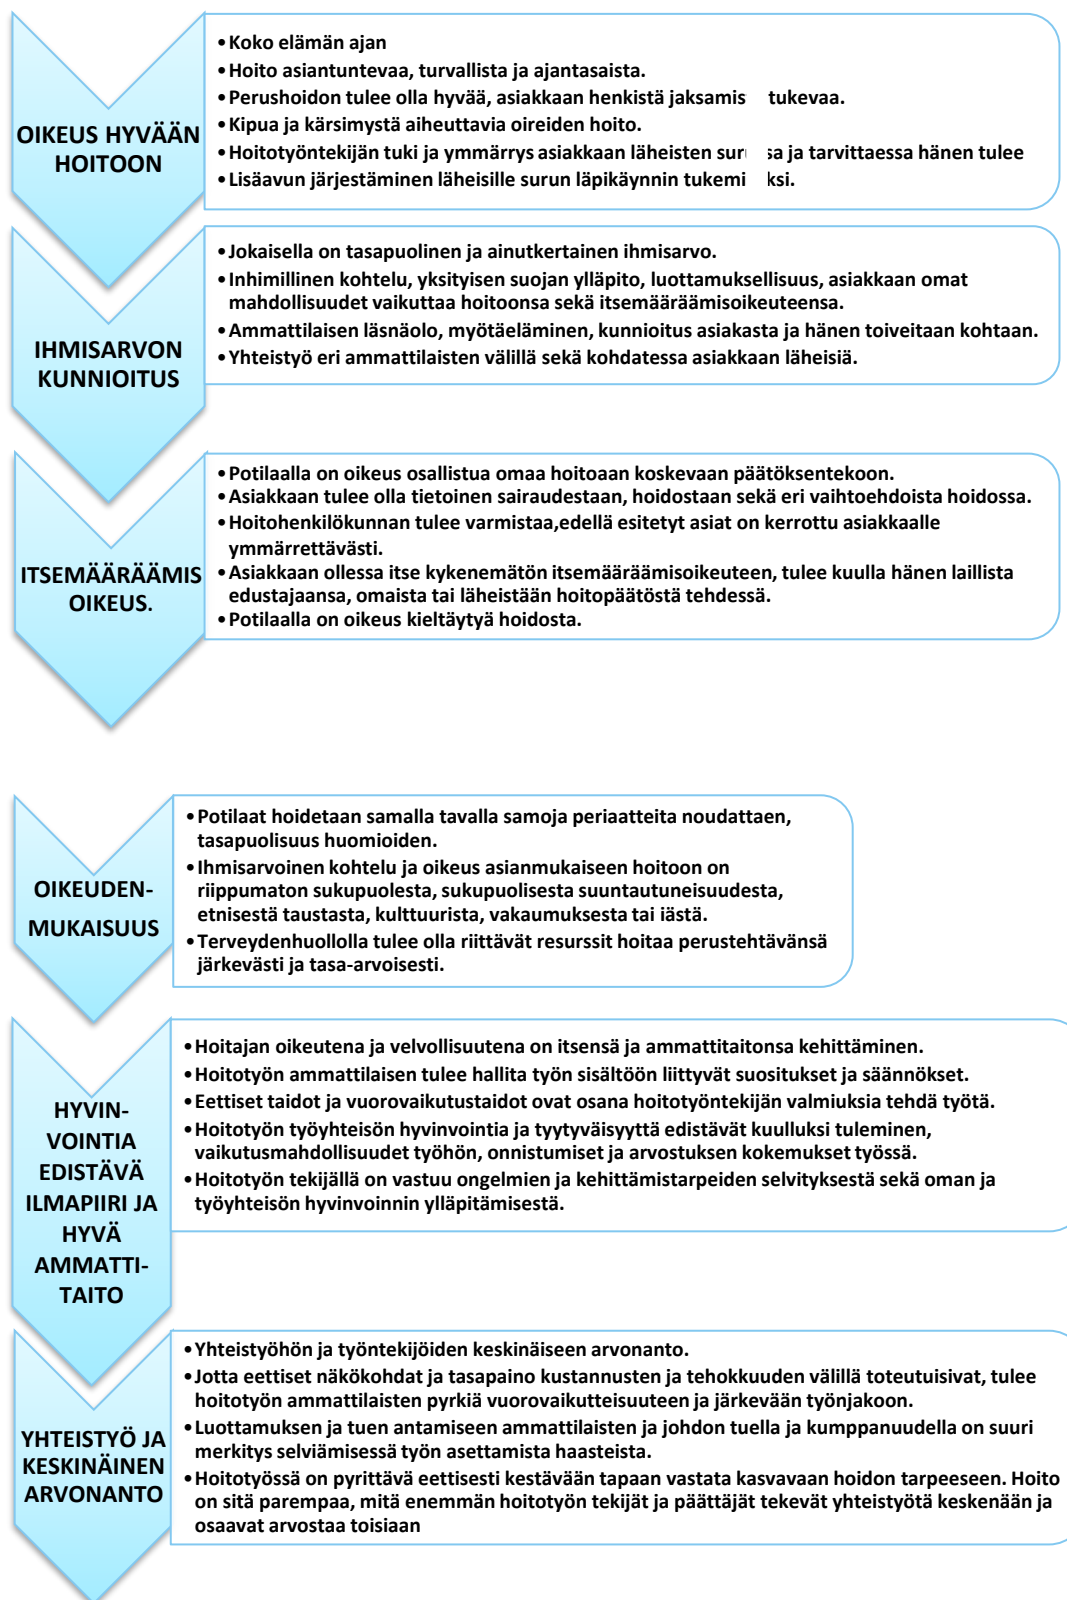 OIKEUS HYVÄÄN
HOITOON
•Koko elämän ajan
•Hoito asiantuntevaa, turvallista ja ajantasaista.
•Perushoidon tulee olla hyvää, asiakkaan henkistä tukevaa.
•Kipua ja kärsimystä aiheuttavia oireiden hoito.
•Hoitotyöntekijän tuki ja ymmärrys asiakkaan läheisten ja tarvittaessa hänen tulee
•Lisäavun järjestäminen läheisille surun läpikäynnin
IHMISARVON
KUNNIOITUS
•Jokaisella on tasapuolinen ja ainutkertainen ihmisarvo.
•Inhimillinen kohtelu, yksityisen suojan ylläpito, luottamuksellisuus, asiakkaan omat
mahdollisuudet vaikuttaa hoitoonsa sekä itsemääräämisoikeuteensa.
•Ammattilaisen läsnäolo, myötäeläminen, kunnioitus asiakasta ja hänen toiveitaan kohtaan.
•Yhteistyö eri ammattilaisten välillä sekä kohdatessa asiakkaan läheisiä.
ITSEMÄÄRÄÄMIS
OIKEUS.
•Potilaalla on oikeus osallistua omaa hoitoaan koskevaan päätöksentekoon.
•Asiakkaan tulee olla tietoinen sairaudestaan, hoidostaan sekä eri vaihtoehdoista hoidossa.
•Hoitohenkilökunnan tulee varmistaa,edellä esitetyt asiat on kerrottu asiakkaalle
ymmärrettävästi.
•Asiakkaan ollessa itse kykenemätön itsemääräämisoikeuteen, tulee kuulla hänen laillista
edustajaansa, omaista tai läheistään hoitopäätöstä tehdessä.
•Potilaalla on oikeus kieltäytyä hoidosta.
OIKEUDEN-
MUKAISUUS
•Potilaat hoidetaan samalla tavalla samoja periaatteita noudattaen,
tasapuolisuus huomioiden.
•Ihmisarvoinen kohtelu ja oikeus asianmukaiseen hoitoon on
riippumaton sukupuolesta, sukupuolisesta suuntautuneisuudesta,
etnisestä taustasta, kulttuurista, vakaumuksesta tai iästä.
•Terveydenhuollolla tulee olla riittävät resurssit hoitaa perustehtävänsä
järkevästi ja tasa-arvoisesti.
HYVIN-
VOINTIA
EDISTÄVÄ
ILMAPIIRI JA
HYVÄ
AMMATTI-
TAITO
•Hoitajan oikeutena ja velvollisuutena on itsensä ja ammattitaitonsa kehittäminen.
•Hoitotyön ammattilaisen tulee hallita työn sisältöön liittyvät suositukset ja säännökset.
•Eettiset taidot ja vuorovaikutustaidot ovat osana hoitotyöntekijän valmiuksia tehdä työtä.
•Hoitotyön työyhteisön hyvinvointia ja tyytyväisyyttä edistävät kuulluksi tuleminen,
vaikutusmahdollisuudet työhön, onnistumiset ja arvostuksen kokemukset työssä.
•Hoitotyön tekijällä on vastuu ongelmien ja kehittämistarpeiden selvityksestä sekä oman ja
työyhteisön hyvinvoinnin ylläpitämisestä.
YHTEISTYÖ JA
KESKINÄINEN
ARVONANTO
•Yhteistyöhön ja työntekijöiden keskinäiseen arvonanto.
•Jotta eettiset näkökohdat ja tasapaino kustannusten ja tehokkuuden välillä toteutuisivat, tulee
hoitotyön ammattilaisten pyrkiä vuorovaikutteisuuteen ja järkevään työnjakoon.
•Luottamuksen ja tuen antamiseen ammattilaisten ja johdon tuella ja kumppanuudella on suuri
merkitys selviämisessä työn asettamista haasteista.
•Hoitotyössä on pyrittävä eettisesti kestävään tapaan vastata kasvavaan hoidon tarpeeseen. Hoito
on sitä parempaa, mitä enemmän hoitotyön tekijät ja päättäjät tekevät yhteistyötä keskenään ja
osaavat arvostaa toisiaan